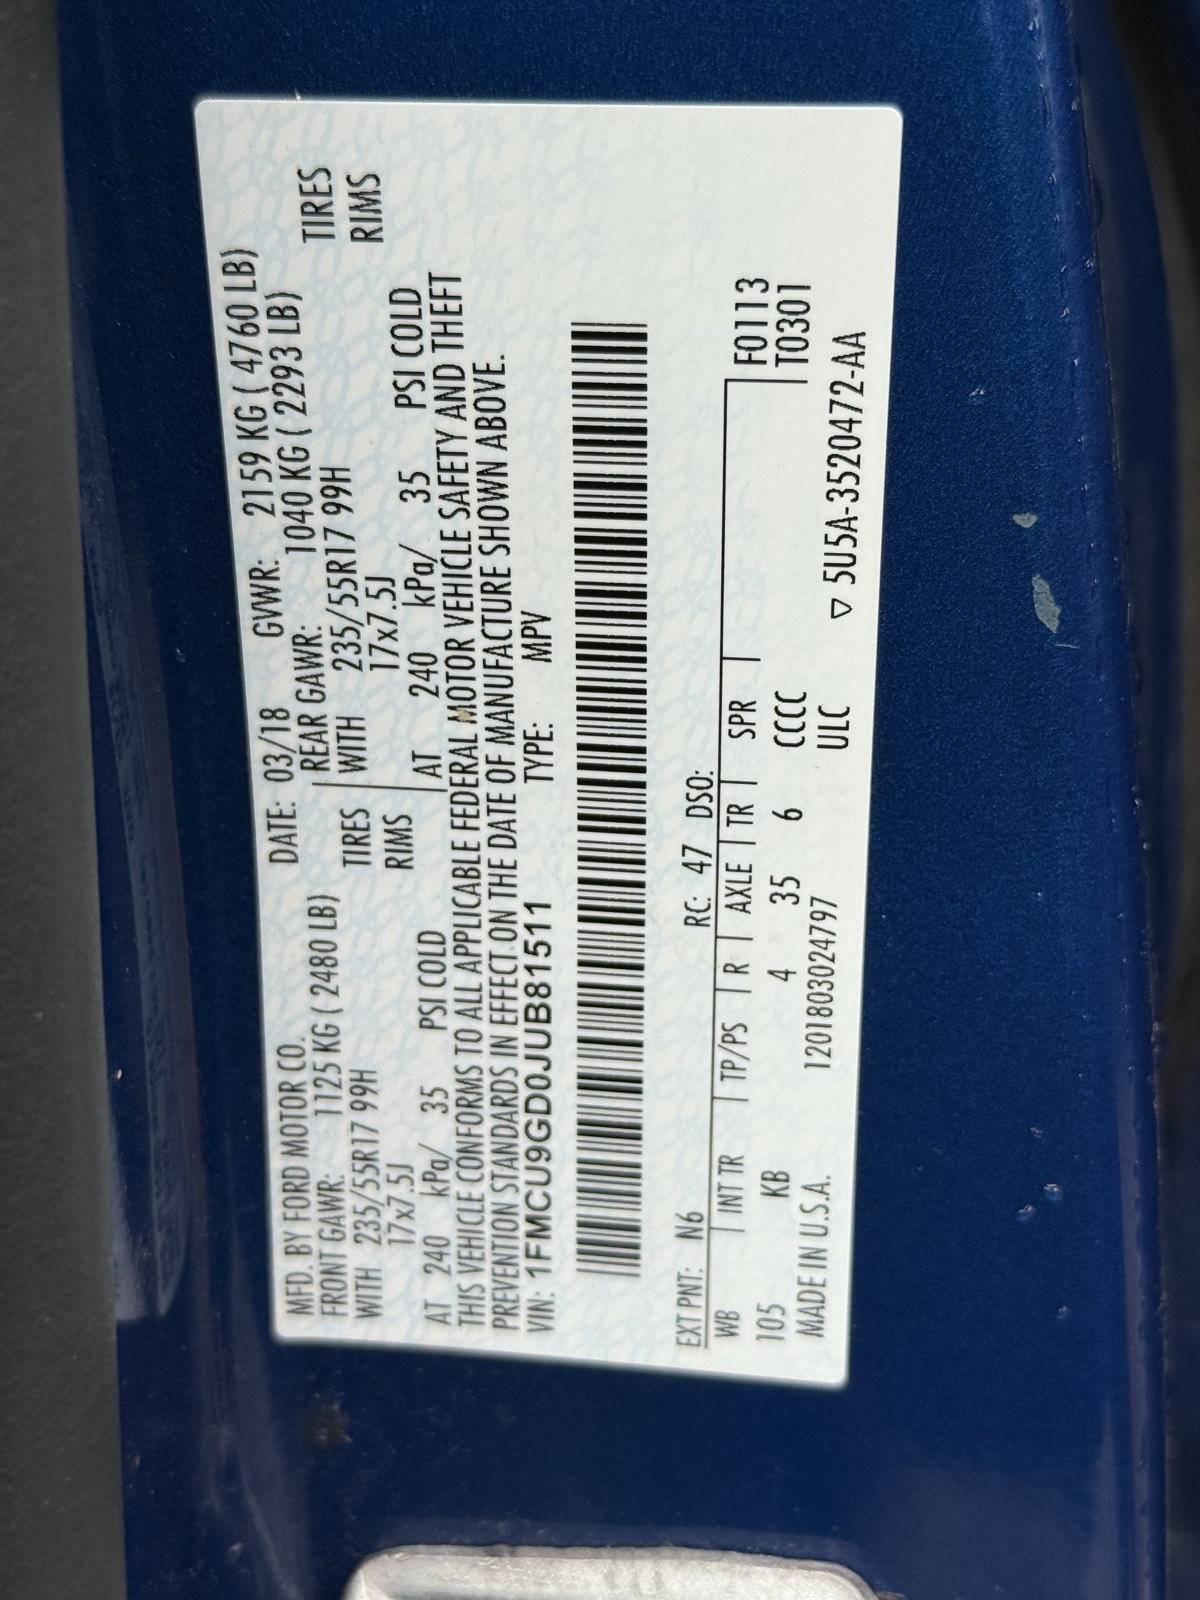 MFD. BY FORD MOTOR CO. DATE: 03/18 GVWR: 2159 KG ( 4760 LB)
FRONT GAWR: 1125 KG ( 2480 LB) REAR GAWR: 1040 KG ( 2293 LB)
WITH 235/55R17 99H TIRES WITH 235/55R17 99H TIRES
17x7.5J RIMS 17x7.5J RIMS
AT 240 kPa/ 35 PSI COLD AT 240 kPa/ 35 PSI COLD
THIS VEHICLE CONFORMS TO ALL APPLICABLE FEDERAL MOTOR VEHICLE SAFETY AND THEFT
PREVENTION STANDARDS IN EFFECT ON THE DATE OF MANUFACTURE SHOWN ABOVE.
VIN: 1FMCU9GD0JUB81511 TYPE: MPV
EXT PNT: N6 RC: 47 DSO:
WB INT TR TP/PS R AXLE TR SPR F0113
105 KB 4 35 6 CCCC T0301
MADE IN U.S.A. 1201803024797 ULC ▽ 5U5A-3520472-AA